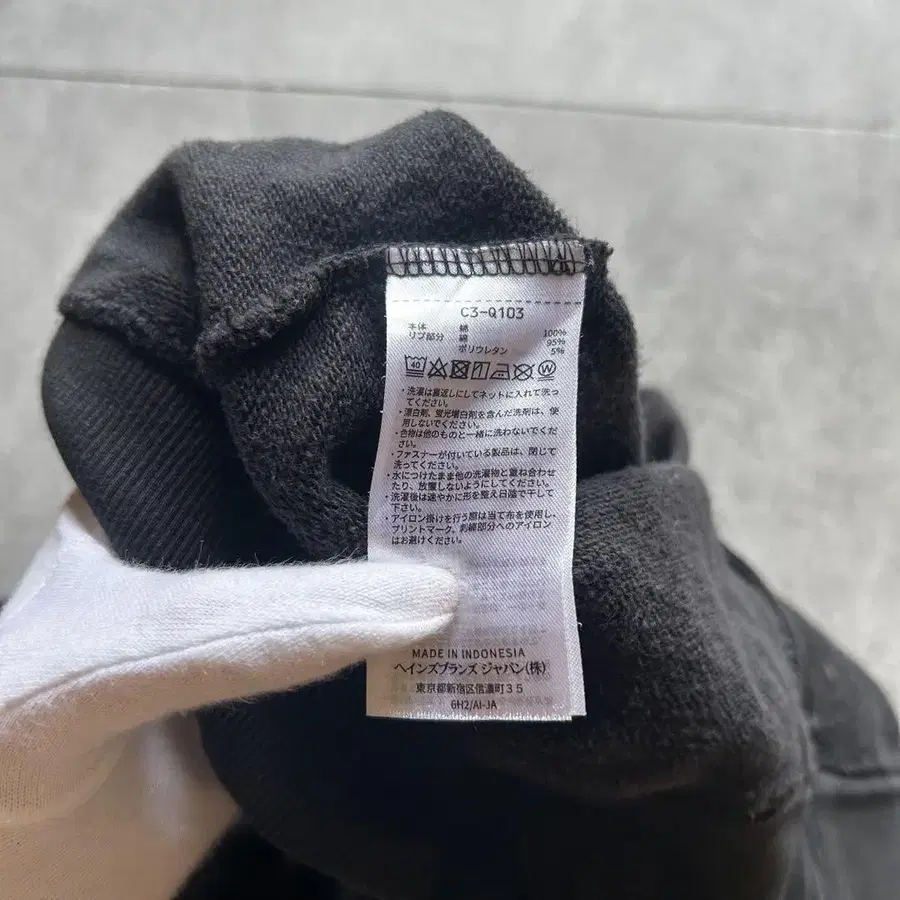 C3-Q103
本体 綿 100%
リブ部分 綿 95%
ポリウレタン 5%
40 W
・洗濯は裏返しにしてネットに入れて洗っ
てください。
・漂白剤、蛍光増白剤を含んだ洗剤は、使
用しないでください。
・色物は他のものと一緒に洗わないでくだ
さい。
・ファスナーが付いている製品は、閉じて
洗ってください。
・水につけたまま他の洗濯物と重ね合わせ
たり、放置しないようにしてください。
・洗濯後は速やかに形を整え日陰で干して
下さい。
・アイロン掛けを行う際は当て布を使用し、
プリントマーク、刺繍部分へのアイロン
はお避けください。
MADE IN INDONESIA
ヘインズブランズ ジャパン(株)
東京都新宿区信濃町35
6H2/AI-JA